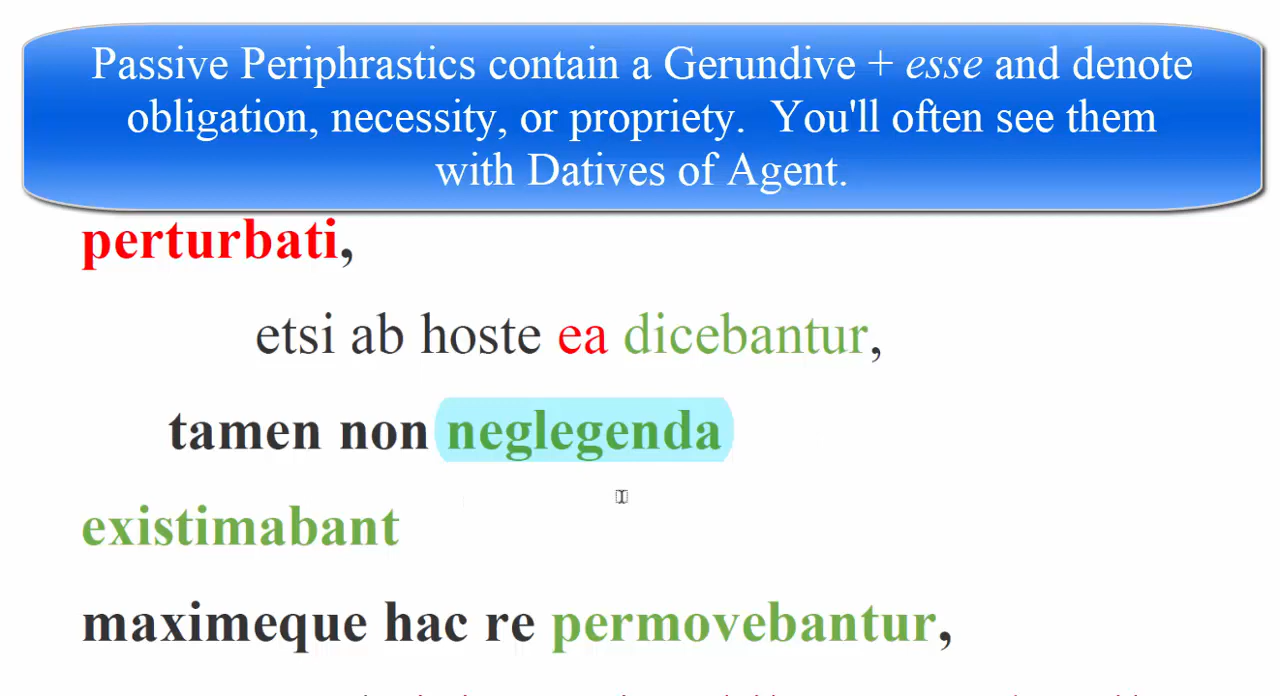 Passive Periphrastics contain a Gerundive + esse and denote
obligation, necessity, or propriety.  You'll often see them
with Datives of Agent.
perturbati,
etsi ab hoste ea dicebantur,
tamen non neglegenda
existimabant
maximeque hac re permovebantur,